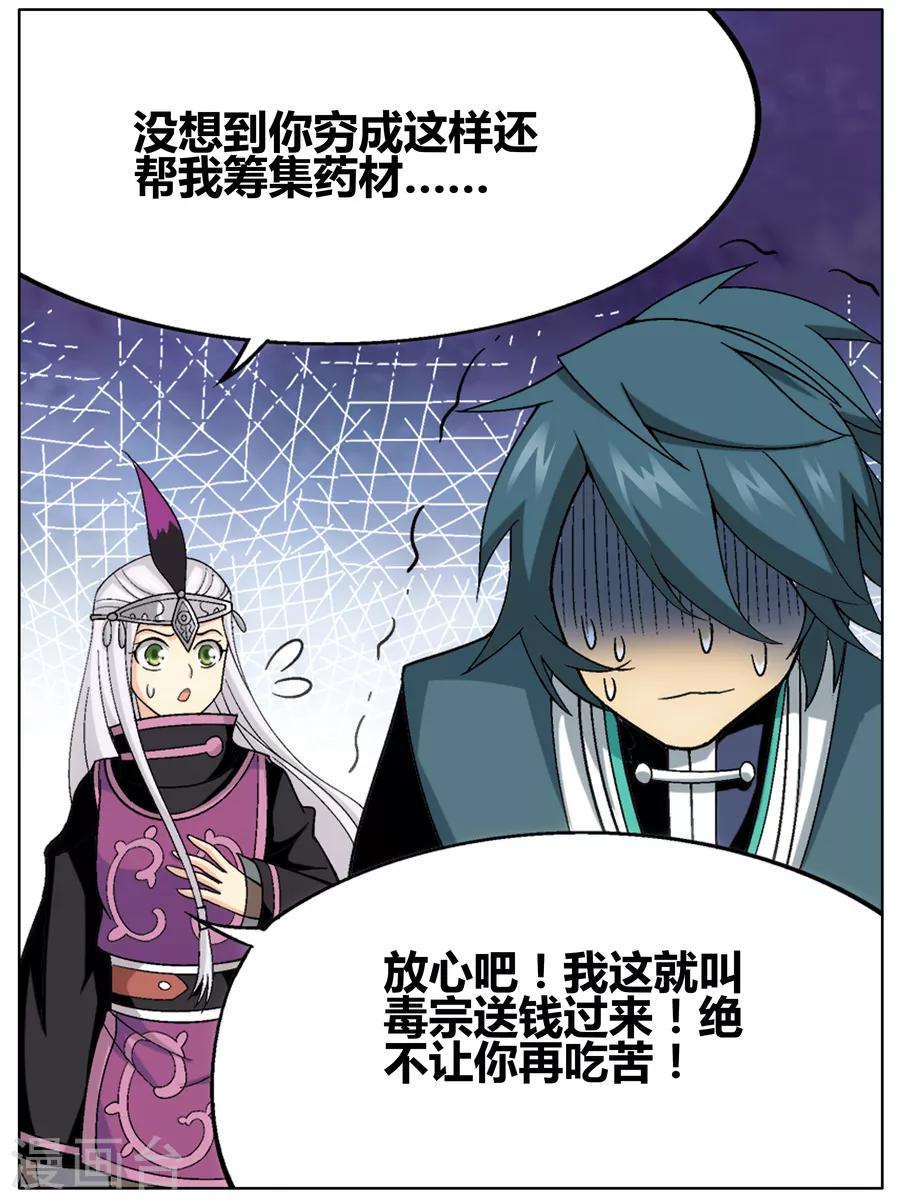 没想到你穷成这样还
帮我筹集药材……
放心吧！我这就叫
毒宗送钱过来！绝
不让你再吃苦！
漫画台